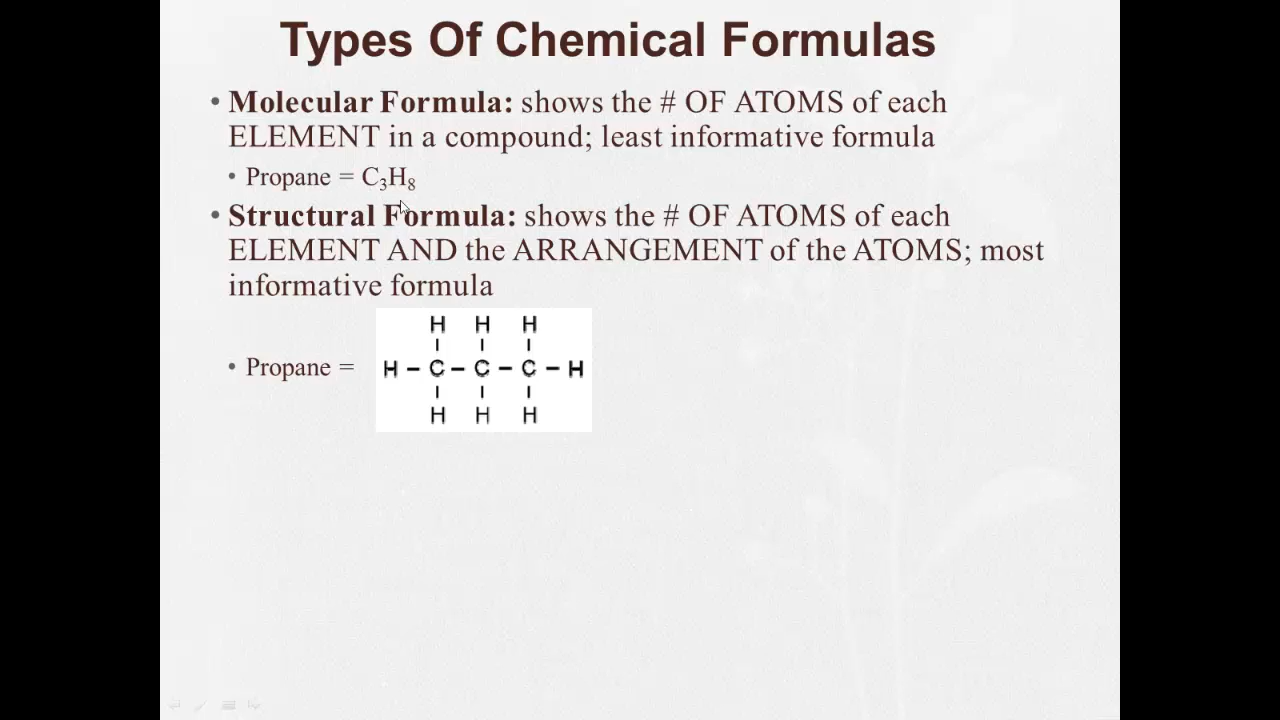 Types Of Chemical Formulas
• Molecular Formula: shows the # OF ATOMS of each
ELEMENT in a compound; least informative formula
• Propane = C₃H₈
• Structural Formula: shows the # OF ATOMS of each
ELEMENT AND the ARRANGEMENT of the ATOMS; most
informative formula
H H H
• Propane = H – C – C – C – H
H H H